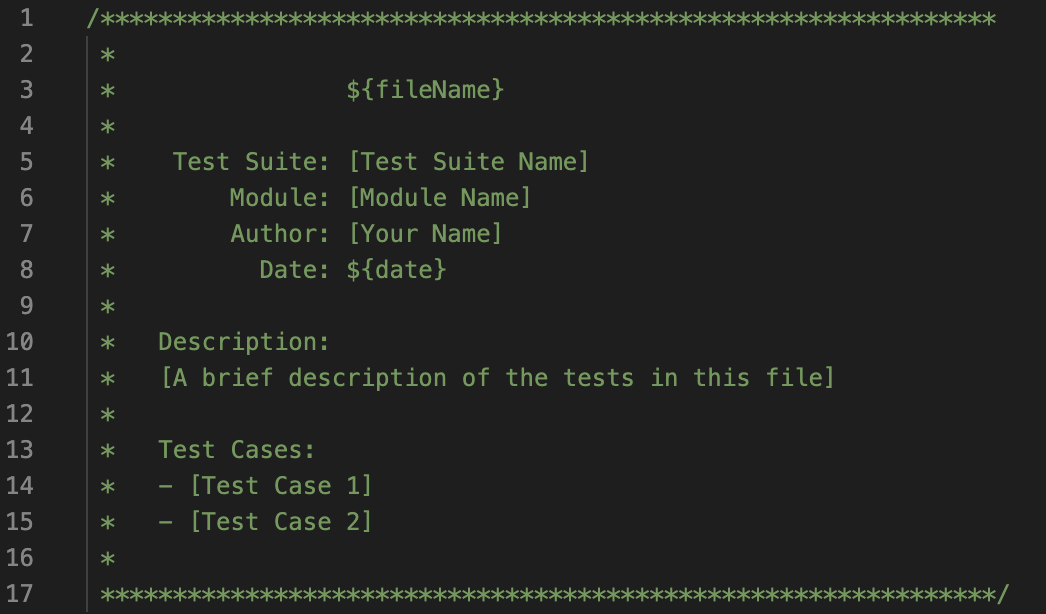 1 /**************************************************************
2 *
3 * ${fileName}
4 *
5 * Test Suite: [Test Suite Name]
6 * Module: [Module Name]
7 * Author: [Your Name]
8 * Date: ${date}
9 *
10 * Description:
11 * [A brief description of the tests in this file]
12 *
13 * Test Cases:
14 * - [Test Case 1]
15 * - [Test Case 2]
16 *
17 **************************************************************/